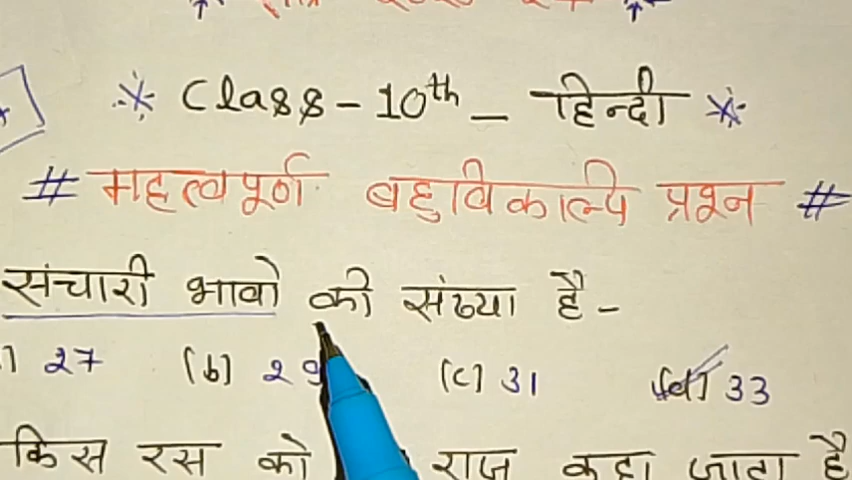 * Class - 10th - हिन्दी *
# महत्वपूर्ण बहुविकल्पि प्रश्न #
संचारी भावो की संख्या है -
27 (b) 29 (c) 31 (d) 33
किस रस को राज कहा जाता है